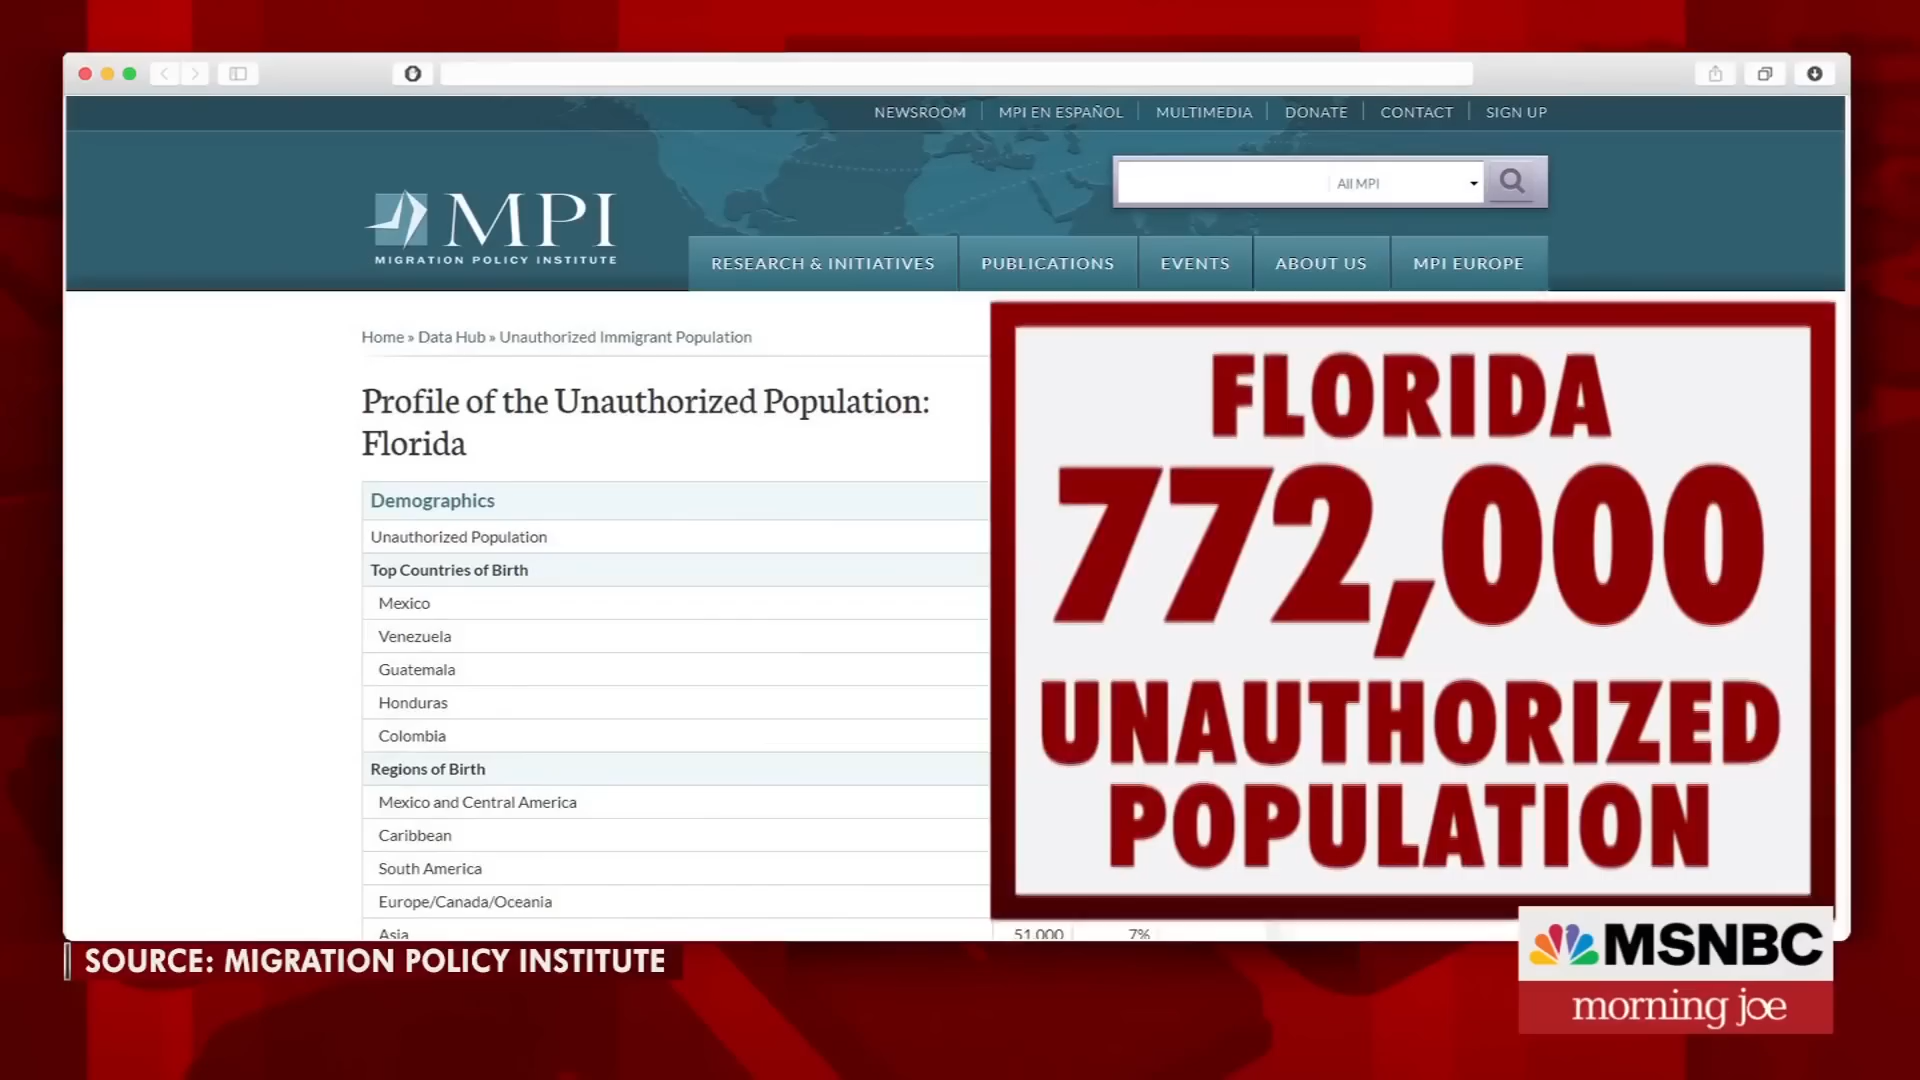 NEWSROOM MPI EN ESPAÑOL MULTIMEDIA DONATE CONTACT SIGN UP
All MPI
MPI
MIGRATION POLICY INSTITUTE
RESEARCH & INITIATIVES PUBLICATIONS EVENTS ABOUT US MPI EUROPE
Home » Data Hub » Unauthorized Immigrant Population
Profile of the Unauthorized Population:
Florida
Demographics
Unauthorized Population
Top Countries of Birth
Mexico
Venezuela
Guatemala
Honduras
Colombia
Regions of Birth
Mexico and Central America
Caribbean
South America
Europe/Canada/Oceania
Asia 51,000 7%
FLORIDA
772,000
UNAUTHORIZED
POPULATION
SOURCE: MIGRATION POLICY INSTITUTE
MSNBC
morning joe